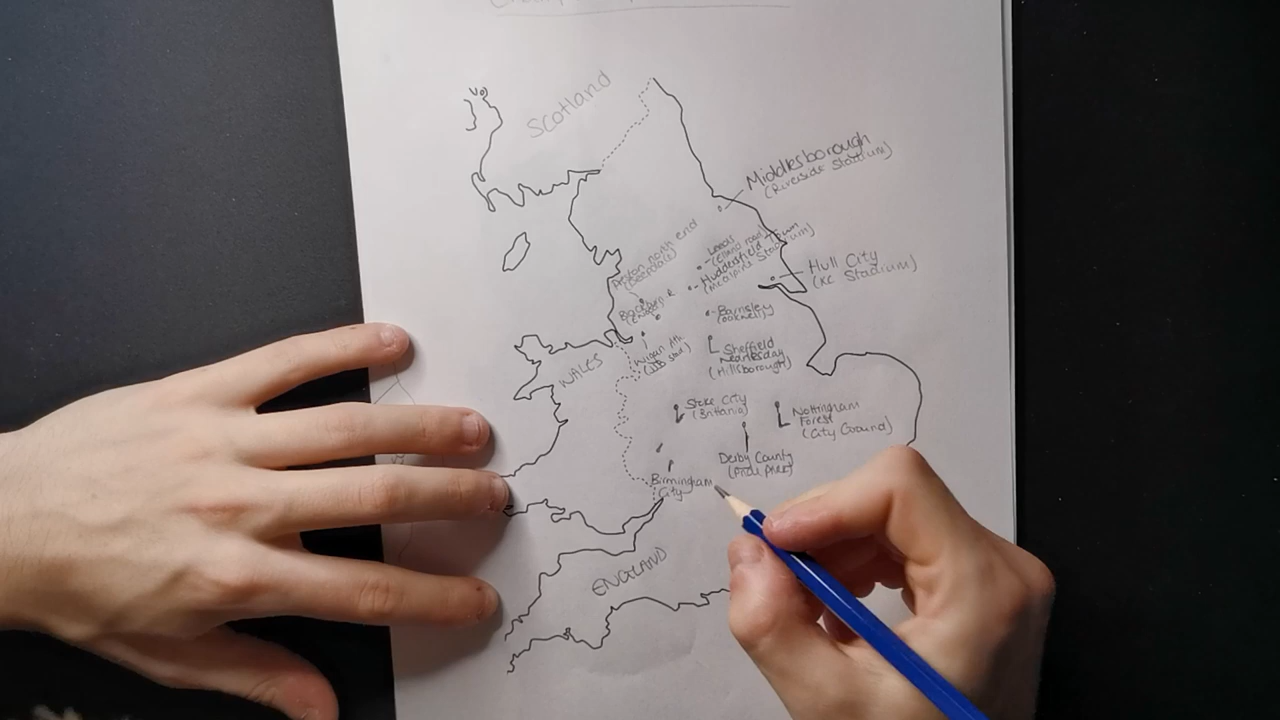 Scotland
Middlesborough
(Riverside Stadium)
Preston north end
(Deepdale)
Leeds
(Elland road)
Huddersfield Town
(McAlpine Stadium)
Hull City
(KC Stadium)
Blackburn R
Barnsley
(oakwell)
Wigan Ath
(JJB Stad)
WALES
Sheffield
Wednesday
(Hillsborough)
Stoke City
(Brittania)
Nottingham
Forest
(City Ground)
Derby County
(Pride Park)
Birmingham
City
ENGLAND